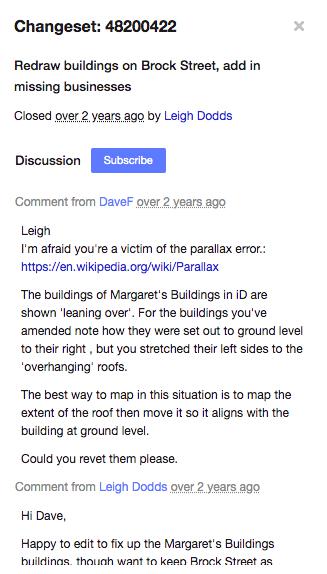 Changeset: 48200422 ×
Redraw buildings on Brock Street, add in
missing businesses
Closed over 2 years ago by Leigh Dodds
Discussion Subscribe
Comment from DaveF over 2 years ago
Leigh
I'm afraid you're a victim of the parallax error.:
https://en.wikipedia.org/wiki/Parallax
The buildings of Margaret's Buildings in iD are
shown 'leaning over'. For the buildings you've
amended note how they were set out to ground level
to their right , but you stretched their left sides to the
'overhanging' roofs.
The best way to map in this situation is to map the
extent of the roof then move it so it aligns with the
building at ground level.
Could you revet them please.
Comment from Leigh Dodds over 2 years ago
Hi Dave,
Happy to edit to fix up the Margaret's Buildings
buildings, though want to keep Brock Street as